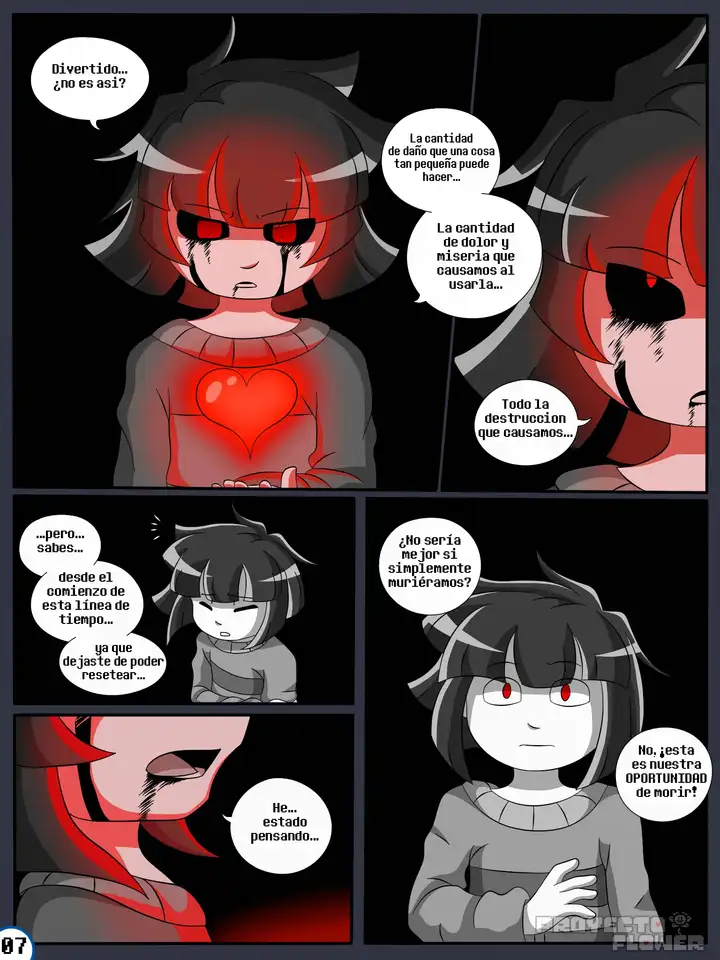 Divertido...
¿no es asi?
La cantidad
de daño que una cosa
tan pequeña puede
hacer...
La cantidad
de dolor y
miseria que
causamos al
usarla...
Todo la
destruccion
que causamos...
...pero...
sabes...
desde el
comienzo de
esta línea de
tiempo...
ya que
dejaste de poder
resetear...
He...
estado
pensando...
¿No sería
mejor si
simplemente
muriéramos?
No, ¡esta
es nuestra
OPORTUNIDAD
de morir!
07
PROYECTO
FLOWER